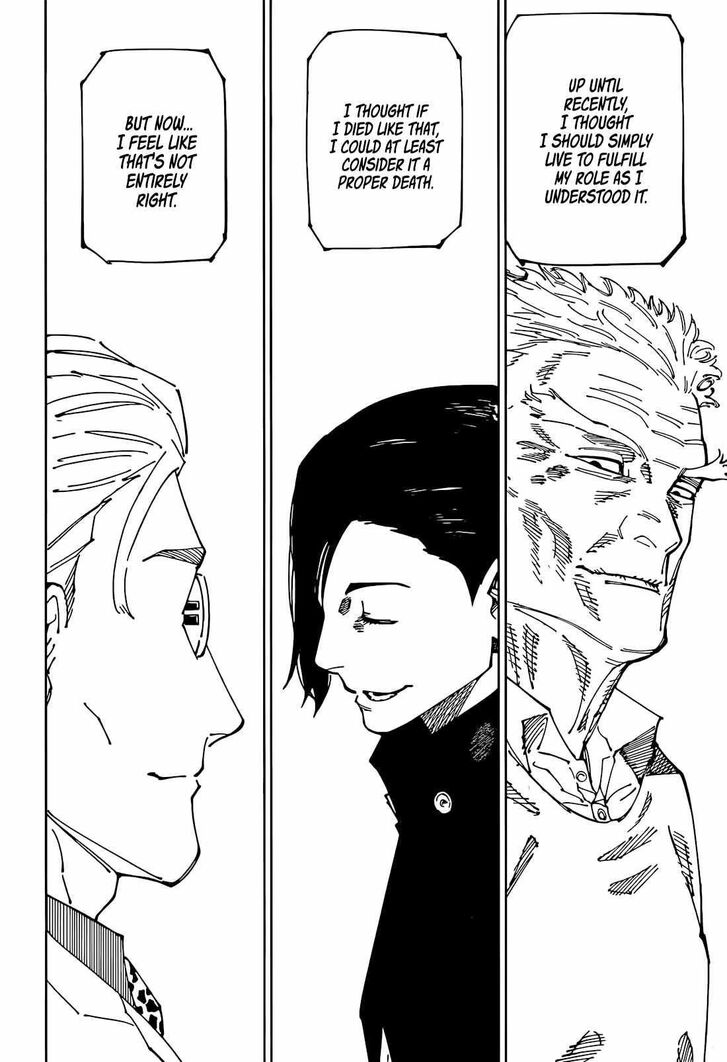 UP UNTIL
RECENTLY,
I THOUGHT
I SHOULD SIMPLY
LIVE TO FULFILL
MY ROLE AS I
UNDERSTOOD IT.
I THOUGHT IF
I DIED LIKE THAT,
I COULD AT LEAST
CONSIDER IT A
PROPER DEATH.
BUT NOW...
I FEEL LIKE
THAT'S NOT
ENTIRELY
RIGHT.